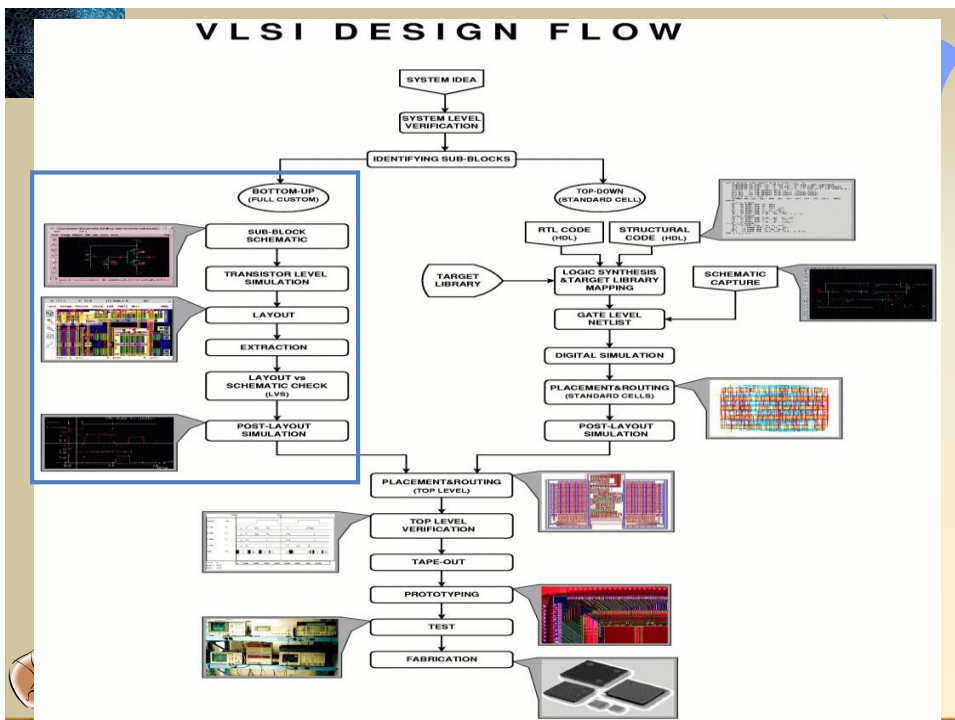 VLSI DESIGN FLOW
SYSTEM IDEA
SYSTEM LEVEL
VERIFICATION
IDENTIFYING SUB-BLOCKS
BOTTOM-UP
(FULL CUSTOM)
SUB-BLOCK
SCHEMATIC
TRANSISTOR LEVEL
SIMULATION
LAYOUT
EXTRACTION
LAYOUT vs
SCHEMATIC CHECK
(LVS)
POST-LAYOUT
SIMULATION
TOP-DOWN
(STANDARD CELL)
RTL CODE
(HDL)
STRUCTURAL
CODE (HDL)
TARGET
LIBRARY
LOGIC SYNTHESIS
&TARGET LIBRARY
MAPPING
SCHEMATIC
CAPTURE
GATE LEVEL
NETLIST
DIGITAL SIMULATION
PLACEMENT&ROUTING
(STANDARD CELLS)
POST-LAYOUT
SIMULATION
PLACEMENT&ROUTING
(TOP LEVEL)
TOP LEVEL
VERIFICATION
TAPE-OUT
PROTOTYPING
TEST
FABRICATION